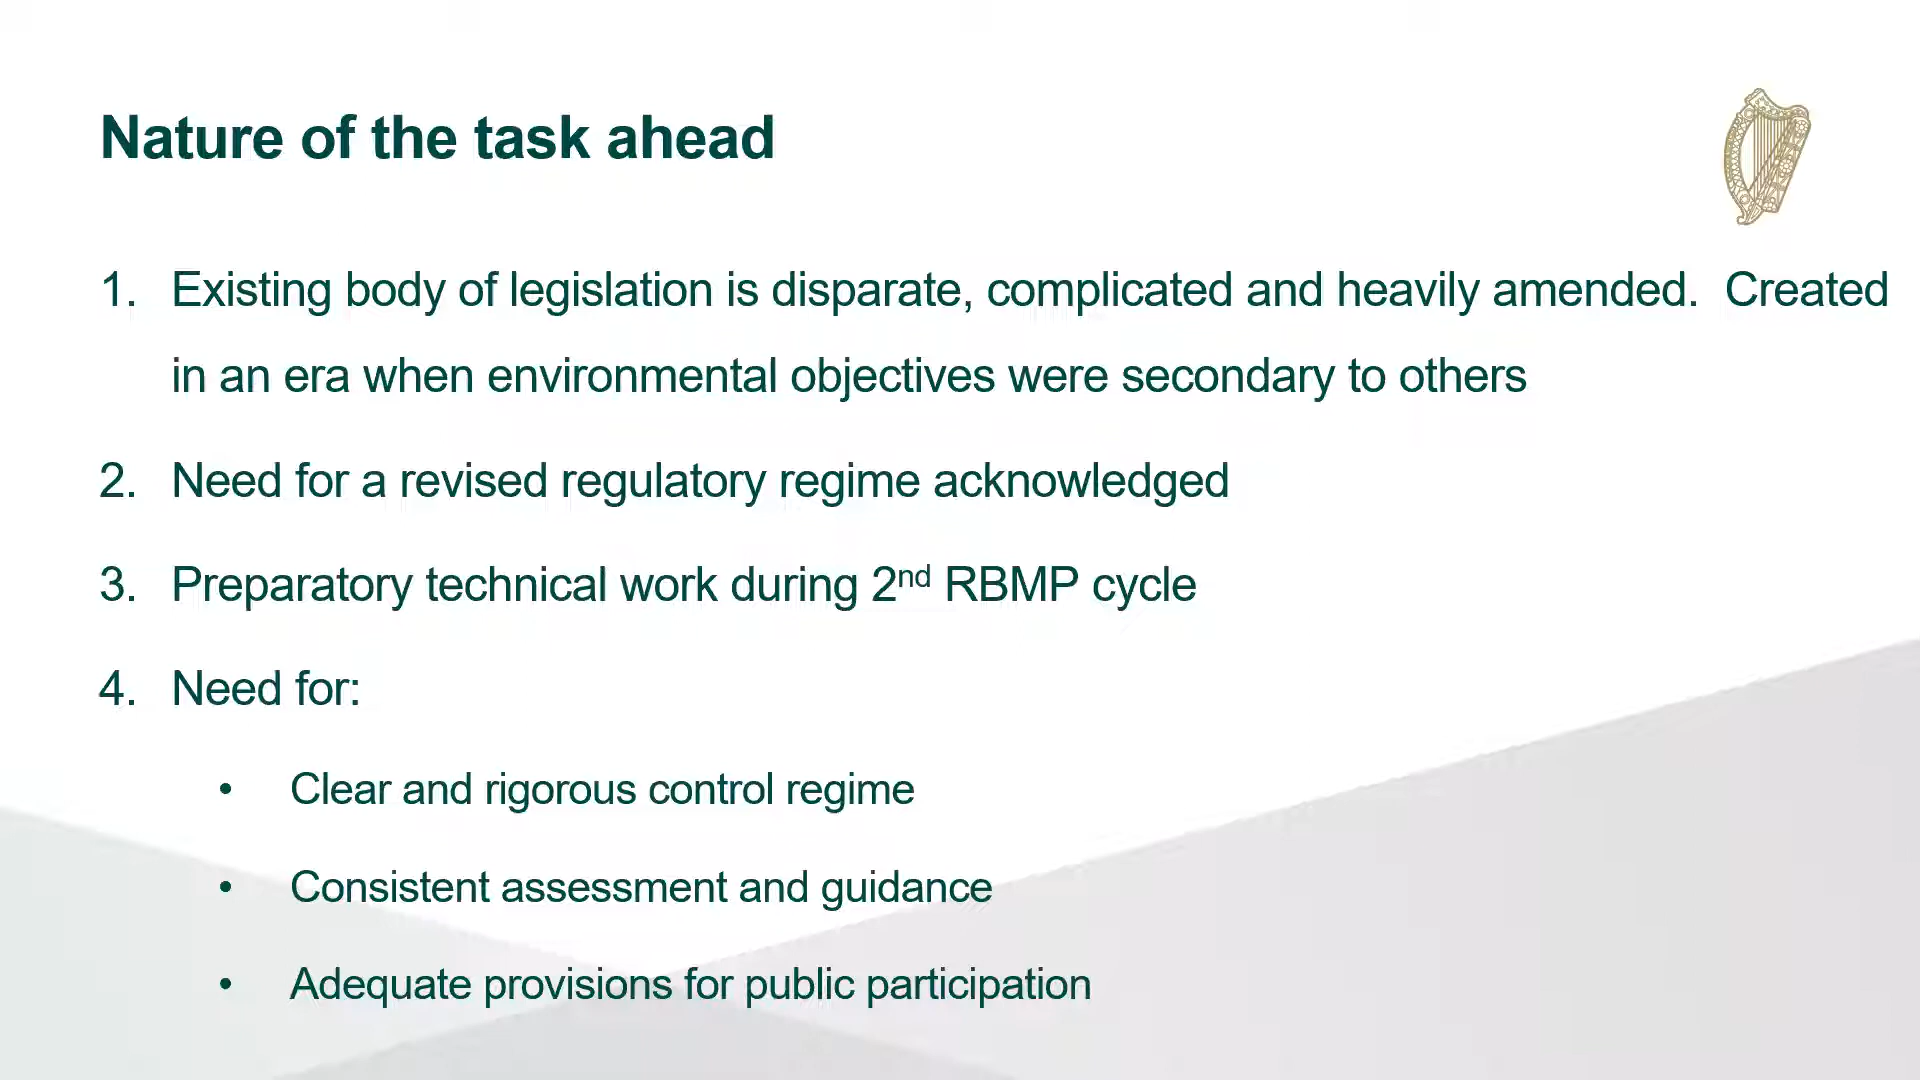 Nature of the task ahead
1. Existing body of legislation is disparate, complicated and heavily amended.  Created
in an era when environmental objectives were secondary to others
2. Need for a revised regulatory regime acknowledged
3. Preparatory technical work during 2nd RBMP cycle
4. Need for:
• Clear and rigorous control regime
• Consistent assessment and guidance
• Adequate provisions for public participation